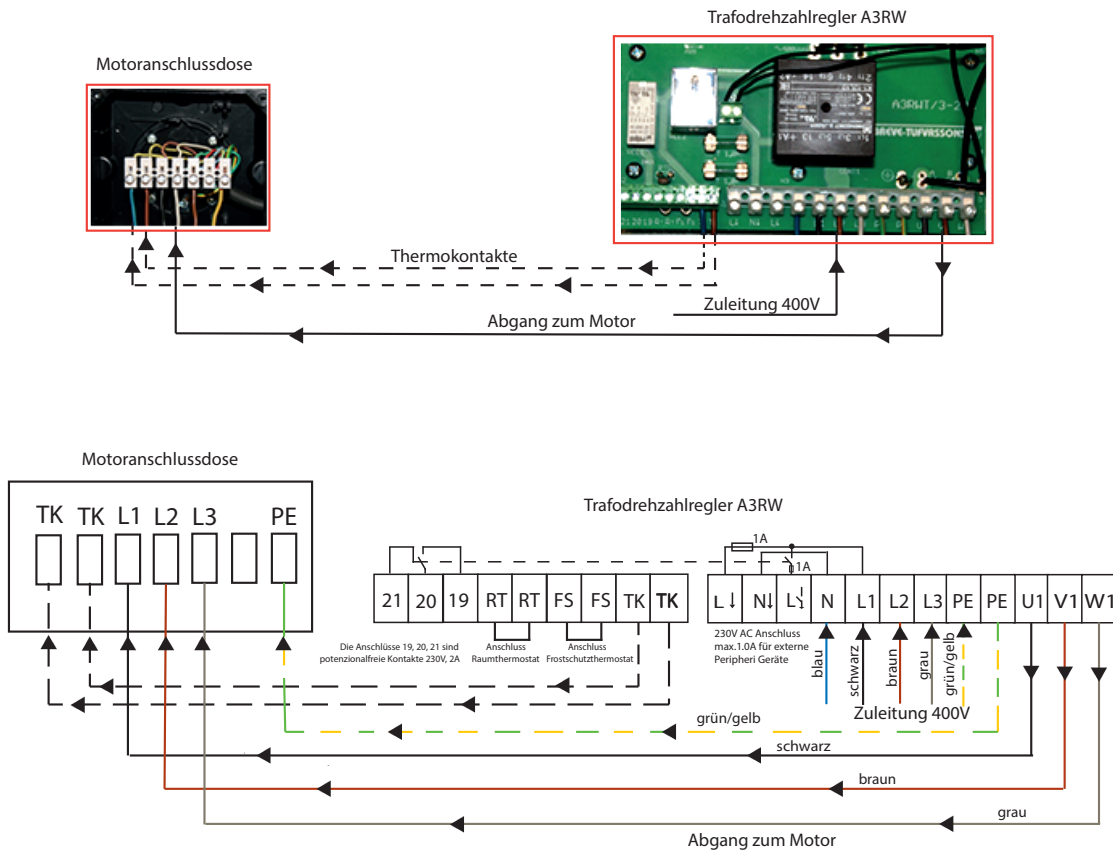 Trafodrehzahlregler A3RW
Motoranschlussdose
A3RWT/3-2
Thermokontakte
Zuleitung 400V
Abgang zum Motor
Motoranschlussdose
Trafodrehzahlregler A3RW
TK TK L1 L2 L3 PE
1A
1A
21 20 19 RT RT FS FS TK TK
L↓ N↓ L N L1 L2 L3 PE PE U1 V1 W1
Die Anschlüsse 19, 20, 21 sind
potenzionalfreie Kontakte 230V, 2A
Anschluss
Raumthermostat
Anschluss
Frostschutzthermostat
230V AC Anschluss
max.1.0A für externe
Peripheri Geräte
blau
schwarz
braun
grau
grün/gelb
Zuleitung 400V
grün/gelb
schwarz
braun
grau
Abgang zum Motor